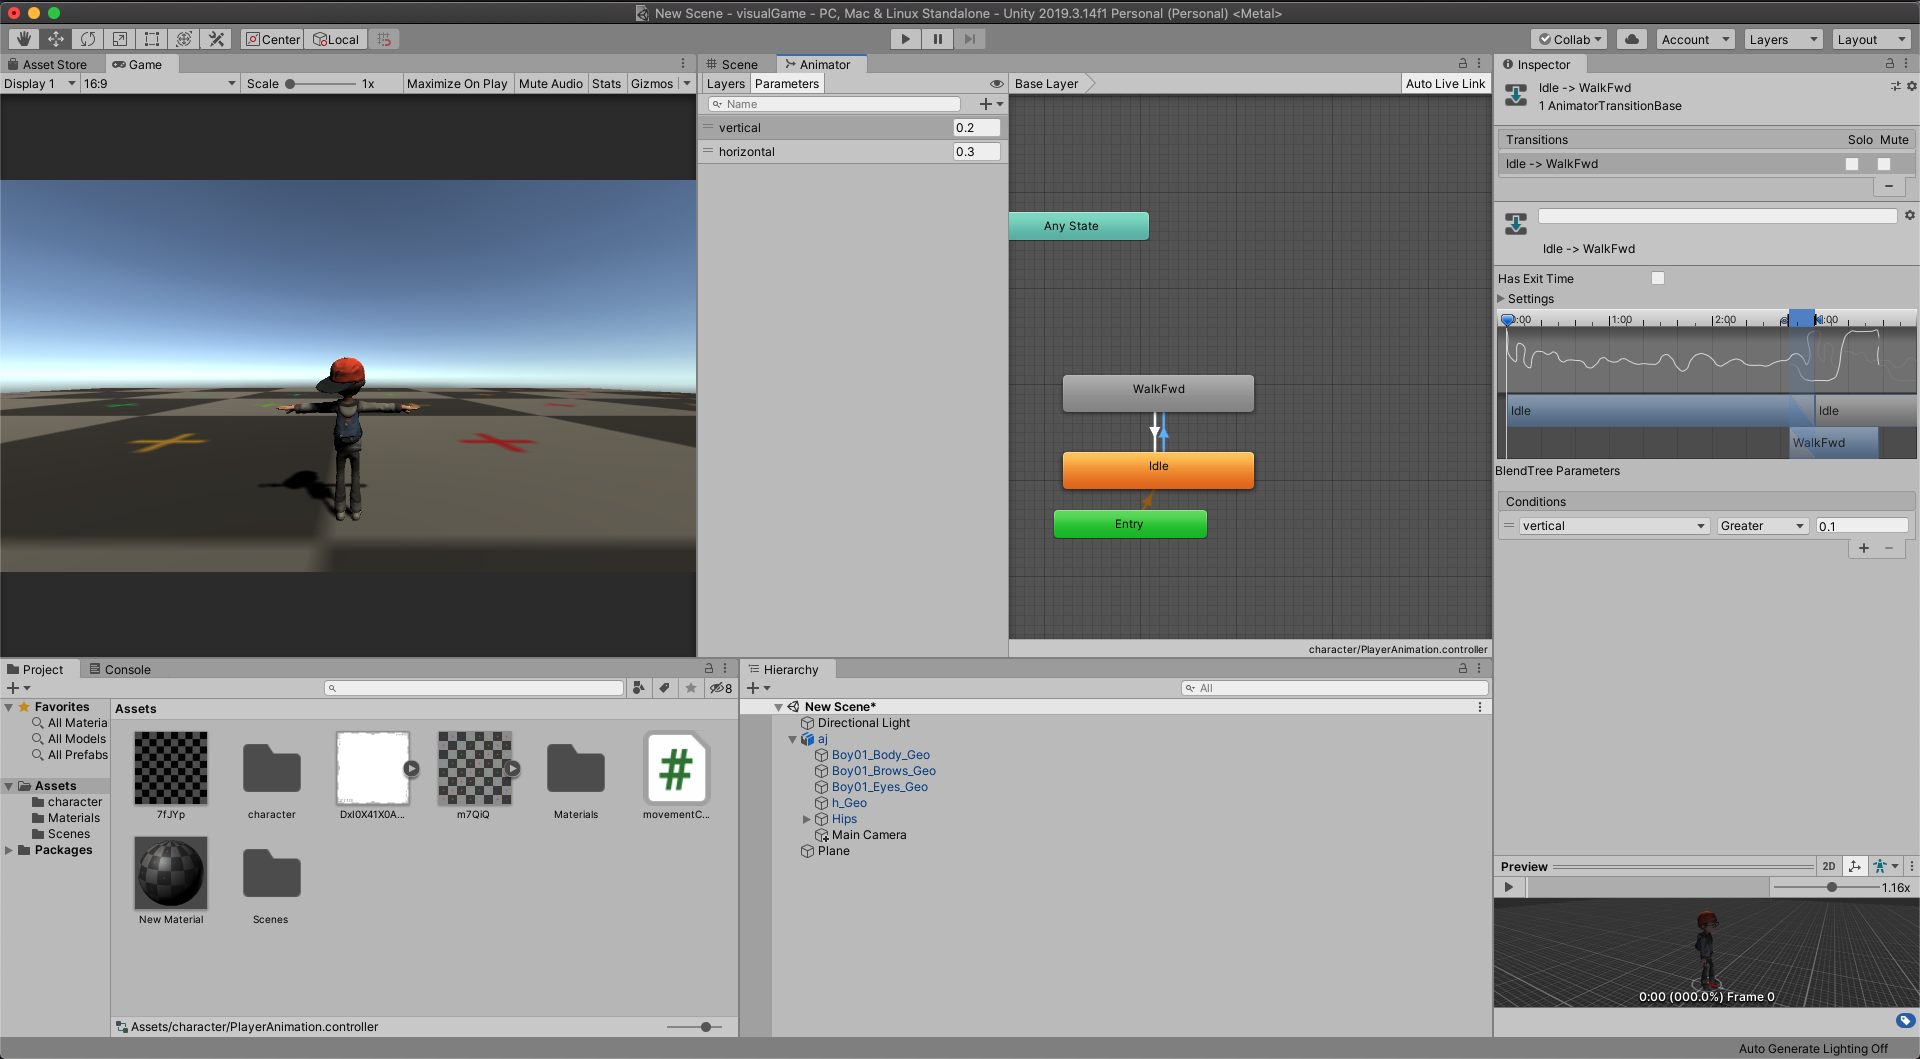 New Scene - visualGame - PC, Mac & Linux Standalone - Unity 2019.3.14f1 Personal (Personal) <Metal>
Center
Local
Collab
Account
Layers
Layout
Asset Store
Game
Display 1
16:9
Scale
1x
Maximize On Play
Mute Audio
Stats
Gizmos
Scene
Animator
Layers
Parameters
Name
vertical 0.2
horizontal 0.3
Base Layer
Auto Live Link
Any State
WalkFwd
Idle
Entry
character/PlayerAnimation.controller
Inspector
Idle -> WalkFwd
1 AnimatorTransitionBase
Transitions Solo Mute
Idle -> WalkFwd
Idle -> WalkFwd
Has Exit Time
Settings
1:00
2:00
Idle
Idle
WalkFwd
BlendTree Parameters
Conditions
vertical Greater 0.1
Preview
2D
1.16x
0:00 (000.0%) Frame 0
Project
Console
8
Favorites
All Materia
All Models
All Prefabs
Assets
character
Materials
Scenes
Packages
Assets
7fJYp
character
DxI0X41X0A...
m7QiQ
Materials
movementC...
New Material
Scenes
Assets/character/PlayerAnimation.controller
Hierarchy
All
New Scene*
Directional Light
aj
Boy01_Body_Geo
Boy01_Brows_Geo
Boy01_Eyes_Geo
h_Geo
Hips
Main Camera
Plane
Auto Generate Lighting Off